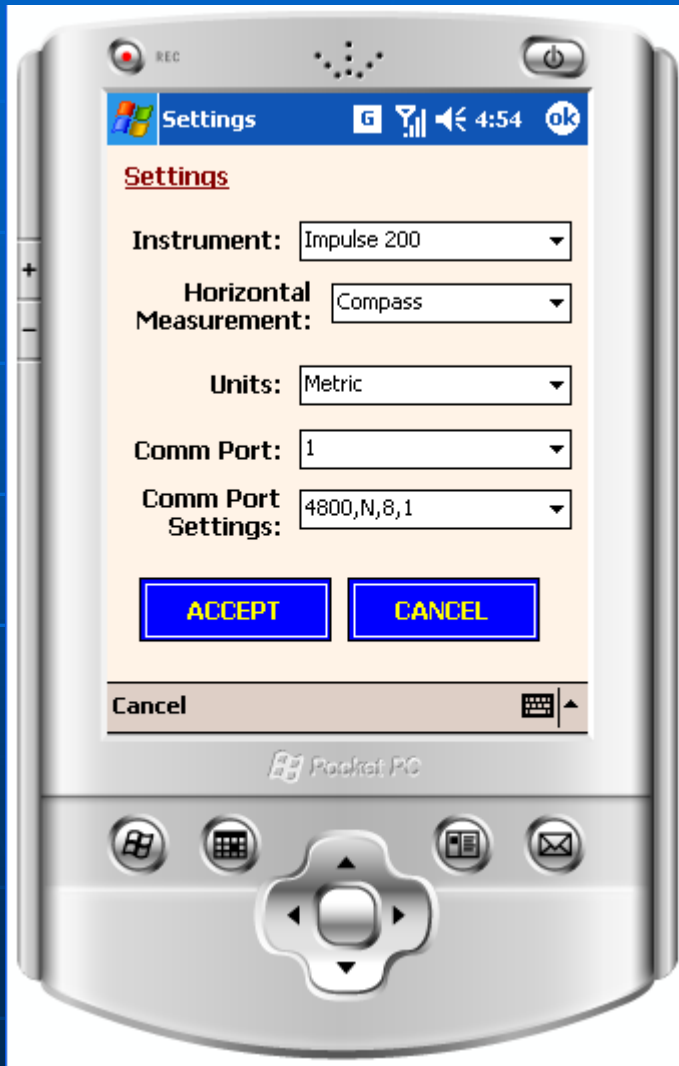 REC
Settings G 4:54 ok
Settings
Instrument: Impulse 200
Horizontal
Measurement: Compass
Units: Metric
Comm Port: 1
Comm Port
Settings: 4800,N,8,1
ACCEPT CANCEL
Cancel
Pocket PC
+
-